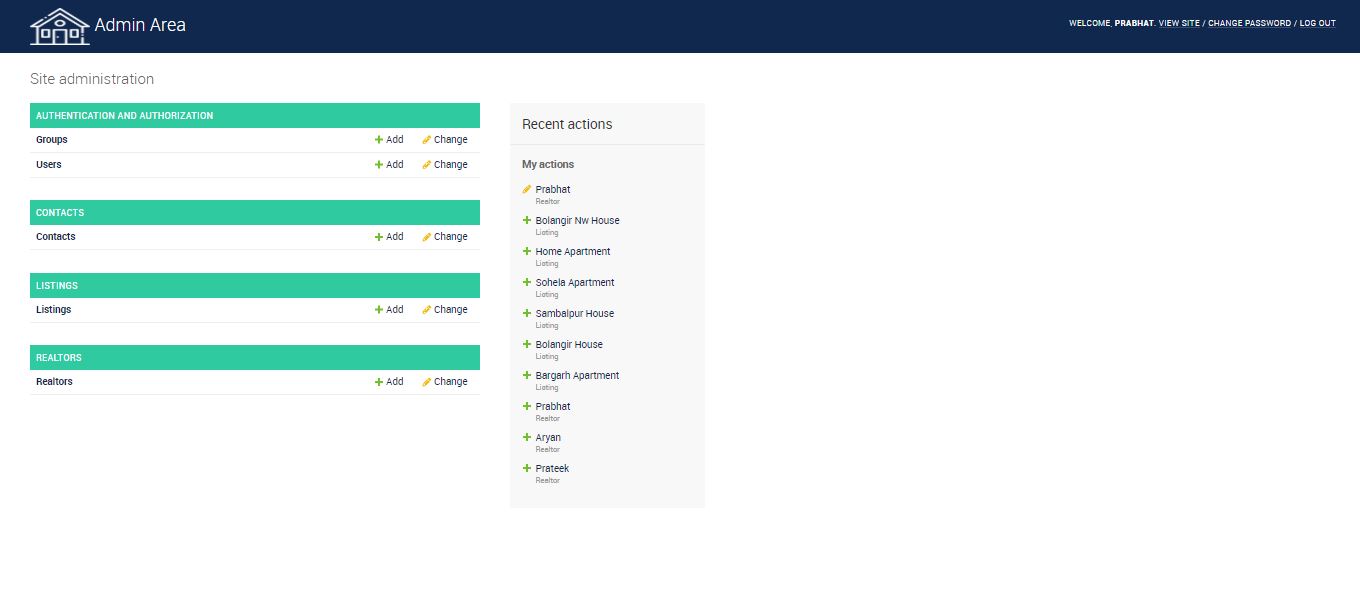 Admin Area
WELCOME, PRABHAT. VIEW SITE / CHANGE PASSWORD / LOG OUT
Site administration
AUTHENTICATION AND AUTHORIZATION
Groups Add Change
Users Add Change
CONTACTS
Contacts Add Change
LISTINGS
Listings Add Change
REALTORS
Realtors Add Change
Recent actions
My actions
Prabhat
Realtor
Bolangir Nw House
Listing
Home Apartment
Listing
Sohela Apartment
Listing
Sambalpur House
Listing
Bolangir House
Listing
Bargarh Apartment
Listing
Prabhat
Realtor
Aryan
Realtor
Prateek
Realtor